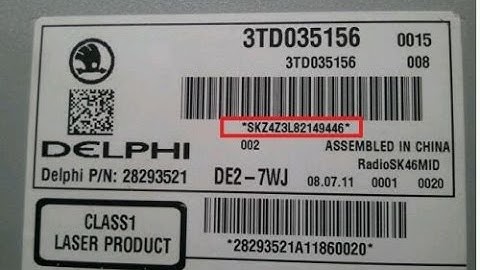 3TD035156 0015
3TD035156 008
*SKZ4Z3L82149446*
002 ASSEMBLED IN CHINA
DELPHI RadioSK46MID
Delphi P/N: 28293521 DE2-7WJ 08.07.11 0001 0020
CLASS1
LASER PRODUCT
*28293521A11860020*